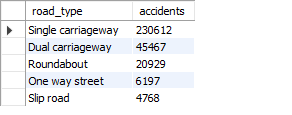 road_type accidents
Single carriageway 230612
Dual carriageway 45467
Roundabout 20929
One way street 6197
Slip road 4768